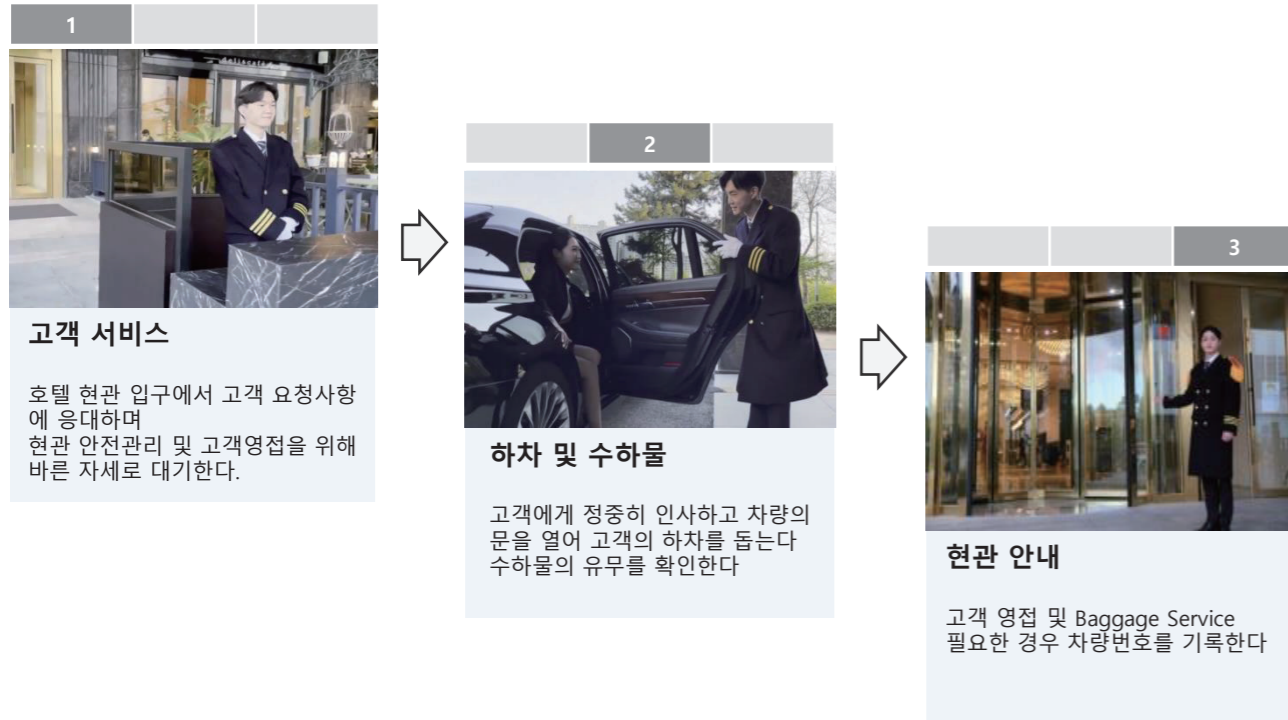 1
고객 서비스
호텔 현관 입구에서 고객 요청사항
에 응대하며
현관 안전관리 및 고객영접을 위해
바른 자세로 대기한다.
2
하차 및 수하물
고객에게 정중히 인사하고 차량의
문을 열어 고객의 하차를 돕는다
수하물의 유무를 확인한다
3
현관 안내
고객 영접 및 Baggage Service
필요한 경우 차량번호를 기록한다